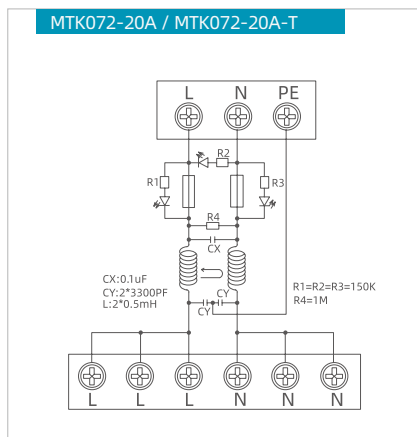 MTK072-20A / MTK072-20A-T
L N PE
R2
R1 R3
R4
CX
CX:0.1uF
CY:2*3300PF
L:2*0.5mH
R1=R2=R3=150K
R4=1M
CY
CY
L L L N N N